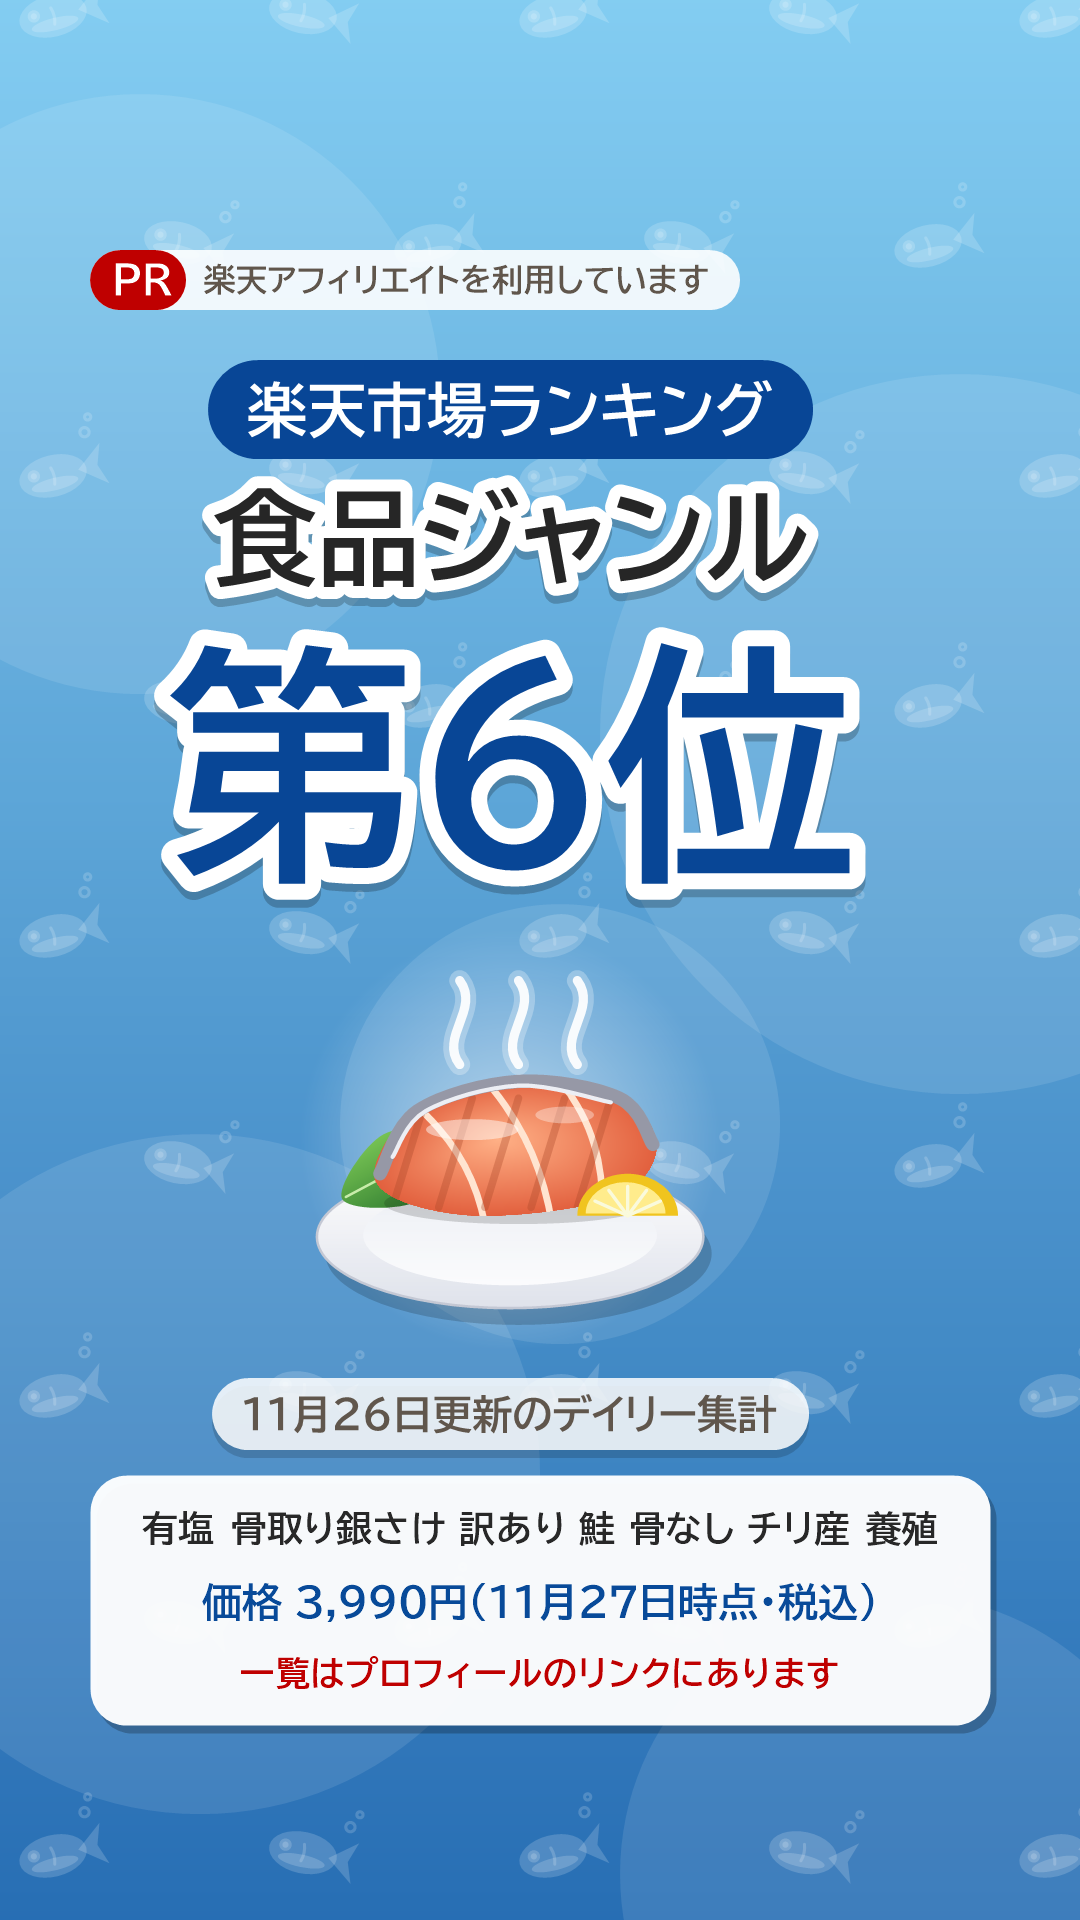 PR 楽天アフィリエイトを利用しています
楽天市場ランキング
食品ジャンル
第6位
11月26日更新のデイリー集計
有塩 骨取り銀さけ 訳あり 鮭 骨なし チリ産 養殖
価格 3,990円(11月27日時点・税込)
一覧はプロフィールのリンクにあります